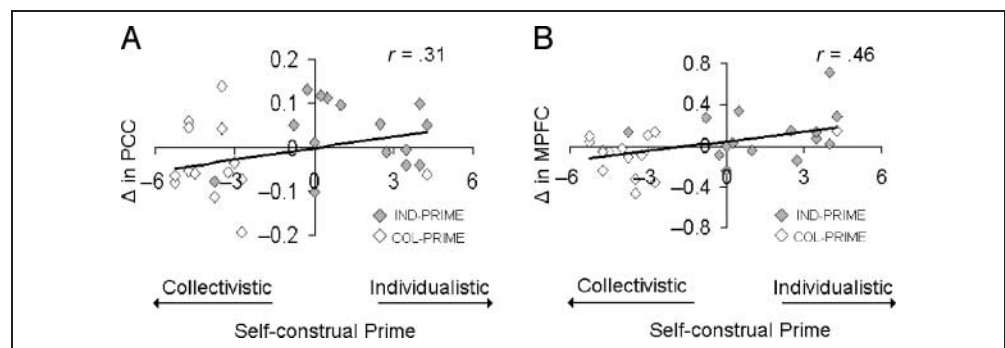 A
r = .31
0.2
0.1
0
−0.1
−0.2
−6
−3
0
3
6
Δ in PCC
IND-PRIME
COL-PRIME
Collectivistic
Individualistic
Self-construal Prime
B
r = .46
0.8
0.4
0
−0.4
−0.8
−6
−3
0
3
6
Δ in MPFC
IND-PRIME
COL-PRIME
Collectivistic
Individualistic
Self-construal Prime